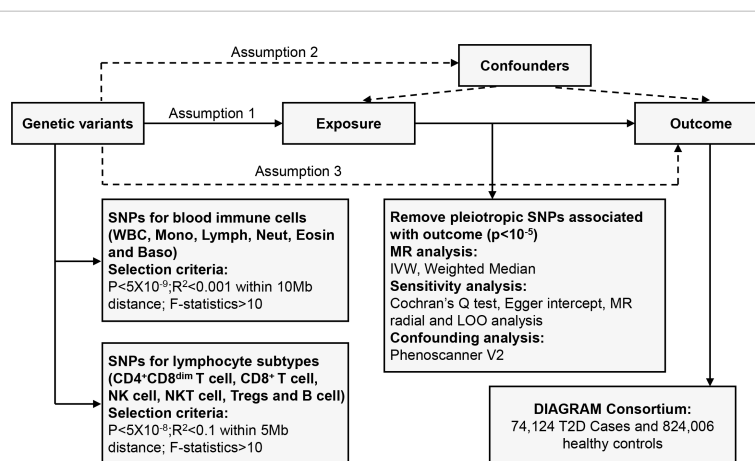 Assumption 2
Confounders
Genetic variants
Assumption 1
Exposure
Outcome
Assumption 3
SNPs for blood immune cells
(WBC, Mono, Lymph, Neut, Eosin
and Baso)
Selection criteria:
P<5X10⁻⁹;R²<0.001 within 10Mb
distance; F-statistics>10
Remove pleiotropic SNPs associated
with outcome (p<10⁻⁵)
MR analysis:
IVW, Weighted Median
Sensitivity analysis:
Cochran's Q test, Egger intercept, MR
radial and LOO analysis
Confounding analysis:
Phenoscanner V2
SNPs for lymphocyte subtypes
(CD4⁺CD8ᵈⁱᵐ T cell, CD8⁺ T cell,
NK cell, NKT cell, Tregs and B cell)
Selection criteria:
P<5X10⁻⁸;R²<0.1 within 5Mb
distance; F-statistics>10
DIAGRAM Consortium:
74,124 T2D Cases and 824,006
healthy controls